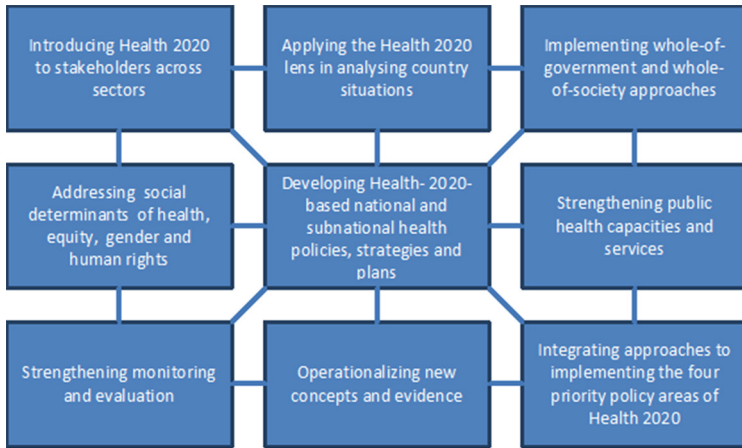 Introducing Health 2020
to stakeholders across
sectors
Applying the Health 2020
lens in analysing country
situations
Implementing whole-of-
government and whole-
of-society approaches
Addressing social
determinants of health,
equity, gender and
human rights
Developing Health- 2020-
based national and
subnational health
policies, strategies and
plans
Strengthening public
health capacities and
services
Strengthening monitoring
and evaluation
Operationalizing new
concepts and evidence
Integrating approaches to
implementing the four
priority policy areas of
Health 2020